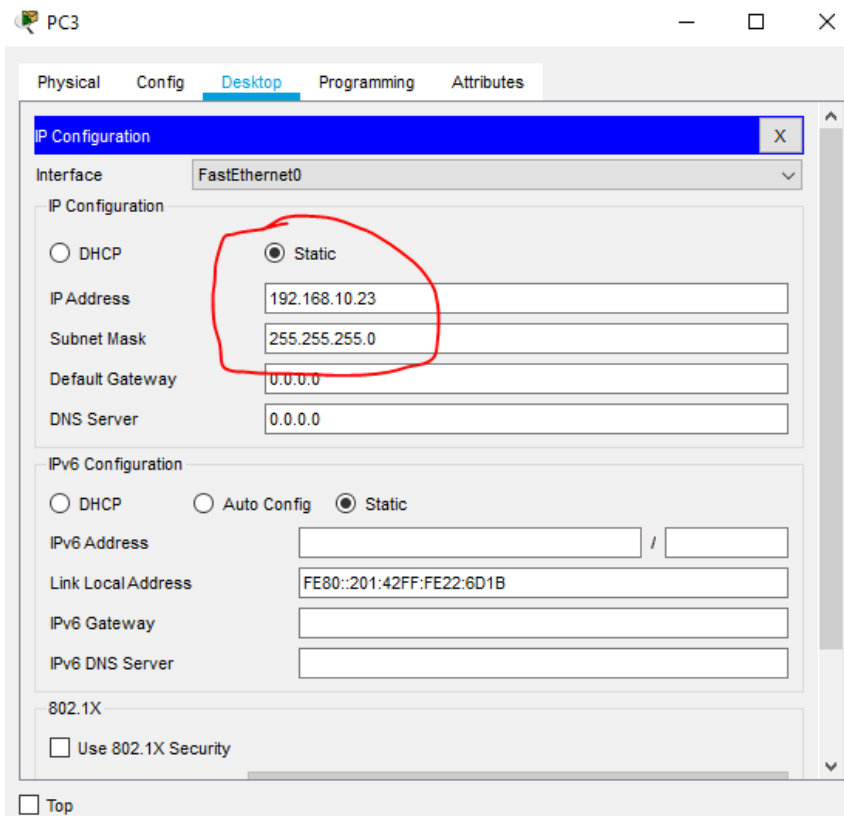 PC3
Physical Config Desktop Programming Attributes
IP Configuration X
Interface FastEthernet0
IP Configuration
DHCP Static
IP Address 192.168.10.23
Subnet Mask 255.255.255.0
Default Gateway 0.0.0.0
DNS Server 0.0.0.0
IPv6 Configuration
DHCP Auto Config Static
IPv6 Address /
Link Local Address FE80::201:42FF:FE22:6D1B
IPv6 Gateway
IPv6 DNS Server
802.1X
Use 802.1X Security
Top